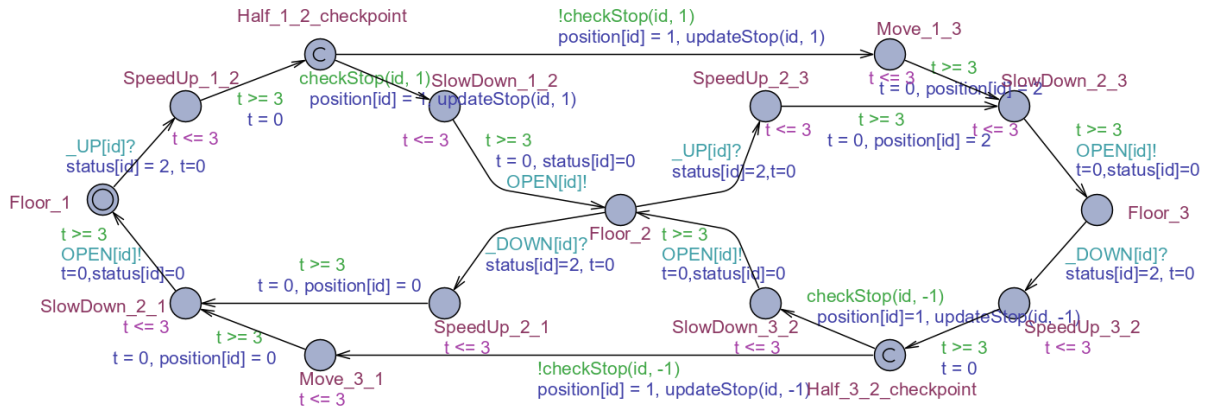 Half_1_2_checkpoint
C
!checkStop(id, 1)
position[id] = 1, updateStop(id, 1)
Move_1_3
t <= 3
t >= 3
t = 0, position[id] = 2
SpeedUp_1_2
t >= 3
t = 0
t <= 3
checkStop(id, 1)
position[id] = 1, updateStop(id, 1)
SlowDown_1_2
t <= 3
t >= 3
t = 0, status[id]=0
OPEN[id]!
SpeedUp_2_3
t <= 3
t >= 3
t = 0, position[id] = 2
SlowDown_2_3
t <= 3
t >= 3
OPEN[id]!
t=0,status[id]=0
_UP[id]?
status[id] = 2, t=0
_UP[id]?
status[id]=2,t=0
Floor_1
Floor_2
Floor_3
t >= 3
OPEN[id]!
t=0,status[id]=0
_DOWN[id]?
status[id]=2, t=0
t >= 3
OPEN[id]!
t=0,status[id]=0
_DOWN[id]?
status[id]=2, t=0
t >= 3
t = 0, position[id] = 0
SlowDown_2_1
t <= 3
SpeedUp_2_1
t <= 3
SlowDown_3_2
t <= 3
checkStop(id, -1)
position[id]=1, updateStop(id, -1)
SpeedUp_3_2
t <= 3
t >= 3
t = 0, position[id] = 0
Move_3_1
t <= 3
!checkStop(id, -1)
position[id] = 1, updateStop(id, -1)
C
t >= 3
t = 0
Half_3_2_checkpoint